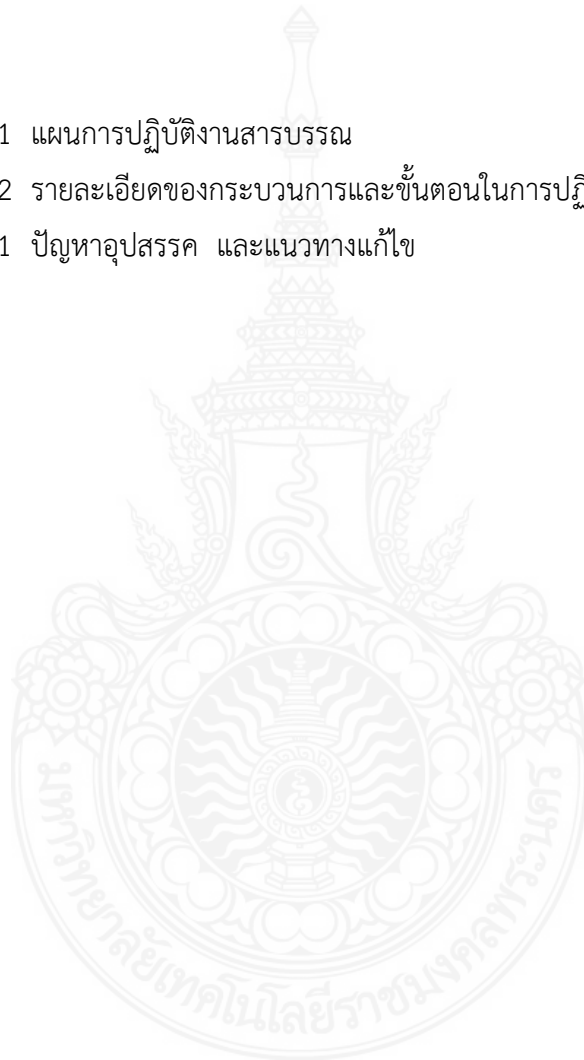 1 แผนการปฏิบัติงานสารบรรณ
2 รายละเอียดของกระบวนการและขั้นตอนในการปฏิ
1 ปัญหาอุปสรรค และแนวทางแก้ไข
มหาวิทยาลัยเทคโนโลยีราชมงคลพระนคร